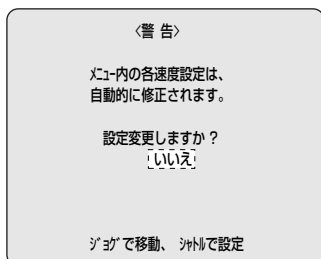 〈警 告〉
ﾒﾆｭｰ内の各速度設定は、
自動的に修正されます。
設定変更しますか ?
いいえ
ｼﾞｮｸﾞで移動、 ｼｬﾄﾙで設定